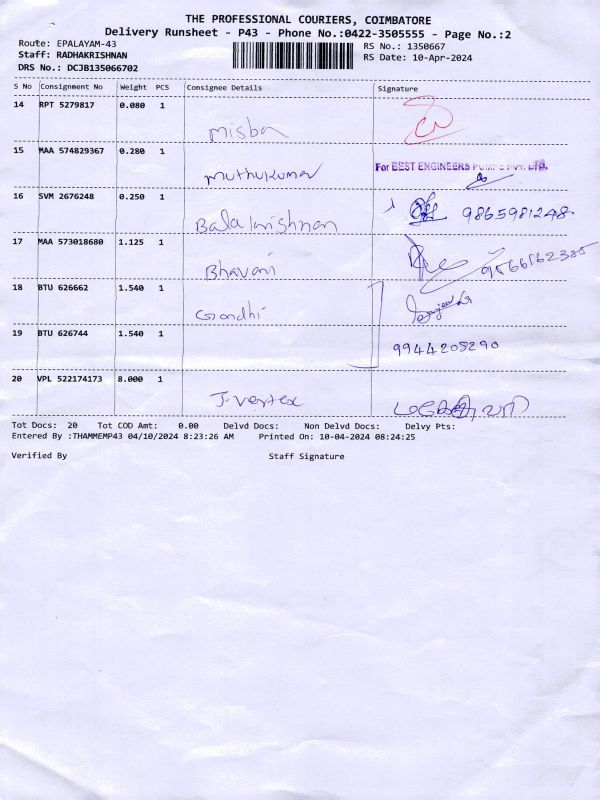 THE PROFESSIONAL COURIERS, COIMBATORE
Delivery Runsheet - P43 - Phone No.:0422-3505555 - Page No.:2
Route: EPALAYAM-43
RS No.: 1350667
Staff: RADHAKRISHNAN
RS Date: 10-Apr-2024
DRS No.: DCJB135066702
S No Consignment No Weight PCS Consignee Details Signature
14 RPT 5279817 0.080 1
misba
15 MAA 574829367 0.280 1
For BEST ENGINEERS PUMPS PVT. LTD.
muthukumar
16 SVM 2676248 0.250 1
Balakrishnan 9865981248
17 MAA 573018680 1.125 1
Bhavani
18 BTU 626662 1.540 1
Gandhi
19 BTU 626744 1.540 1
9944205290
20 VPL 522174173 8.000 1
J-vertex
Tot Docs: 20 Tot COD Amt: 0.00 Delvd Docs: Non Delvd Docs: Delvy Pts:
Entered By :THAMMEMP43 04/10/2024 8:23:26 AM Printed On: 10-04-2024 08:24:25
Verified By Staff Signature